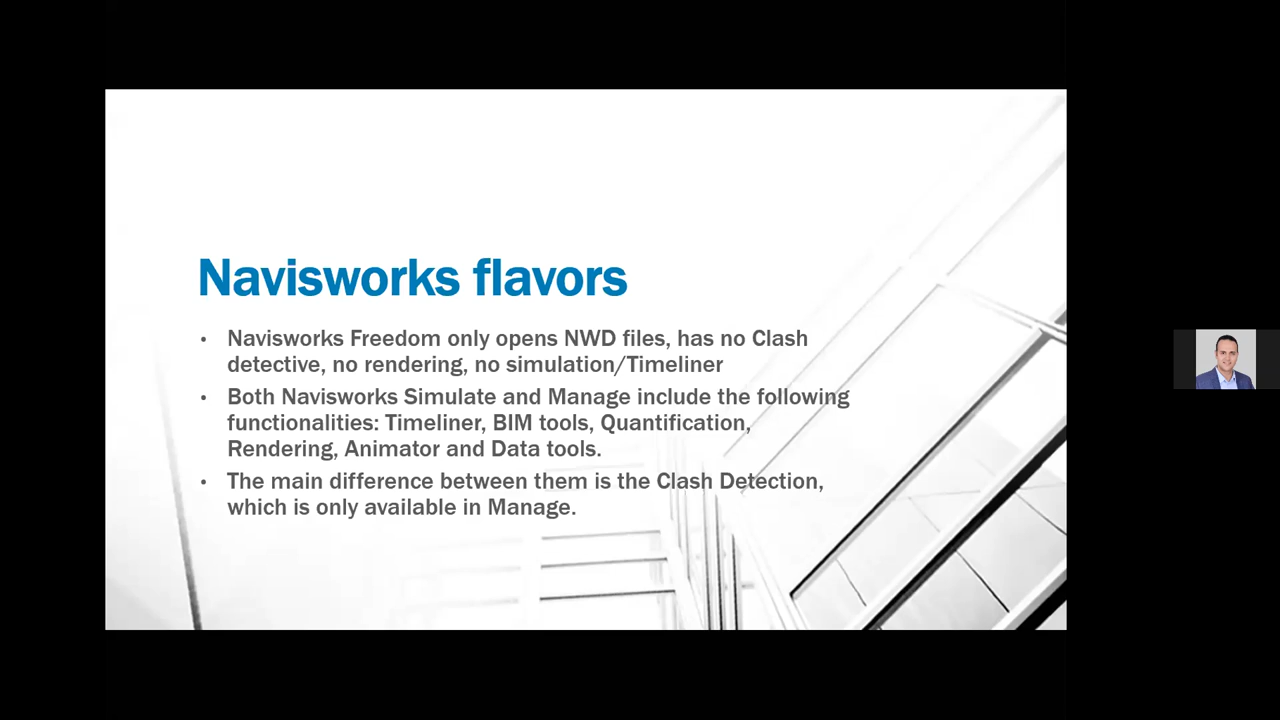 Navisworks flavors
• Navisworks Freedom only opens NWD files, has no Clash
detective, no rendering, no simulation/Timeliner
• Both Navisworks Simulate and Manage include the following
functionalities: Timeliner, BIM tools, Quantification,
Rendering, Animator and Data tools.
• The main difference between them is the Clash Detection,
which is only available in Manage.